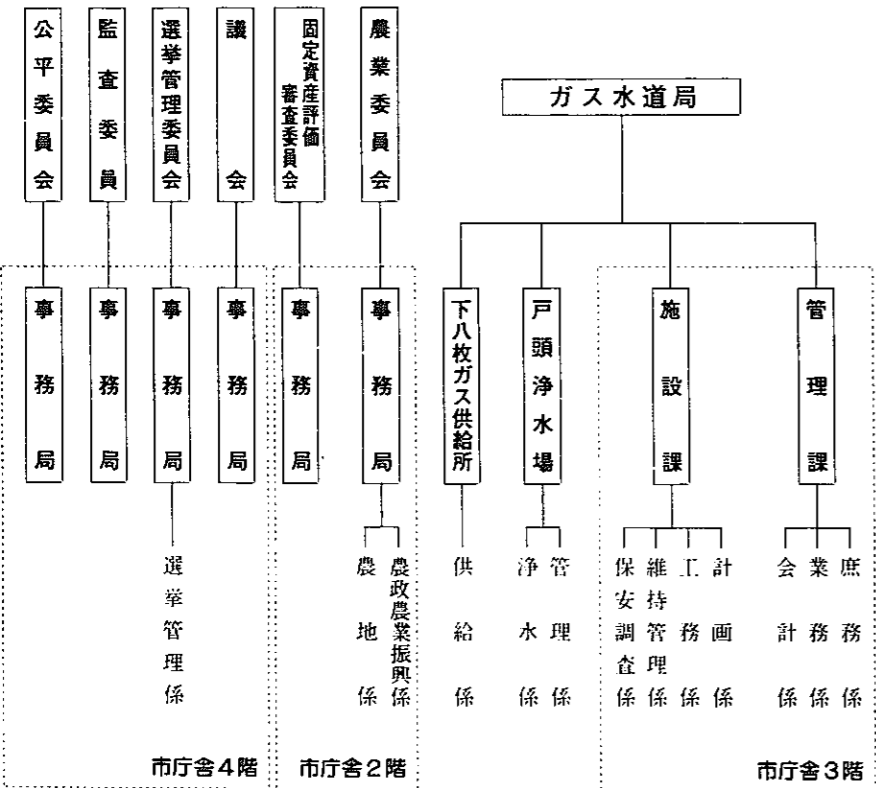 ガス水道局
管理課
庶務係
業務係
会計係
施設課
計画係
工務係
維持管理係
保安調査係
市庁舎3階
戸頭浄水場
管理係
浄水係
下八枚ガス供給所
供給係
農業委員会
事務局
農政農業振興係
農地係
固定資産評価
審査委員会
事務局
市庁舎2階
議会
事務局
選挙管理委員会
事務局
選挙管理係
監査委員
事務局
公平委員会
事務局
市庁舎4階